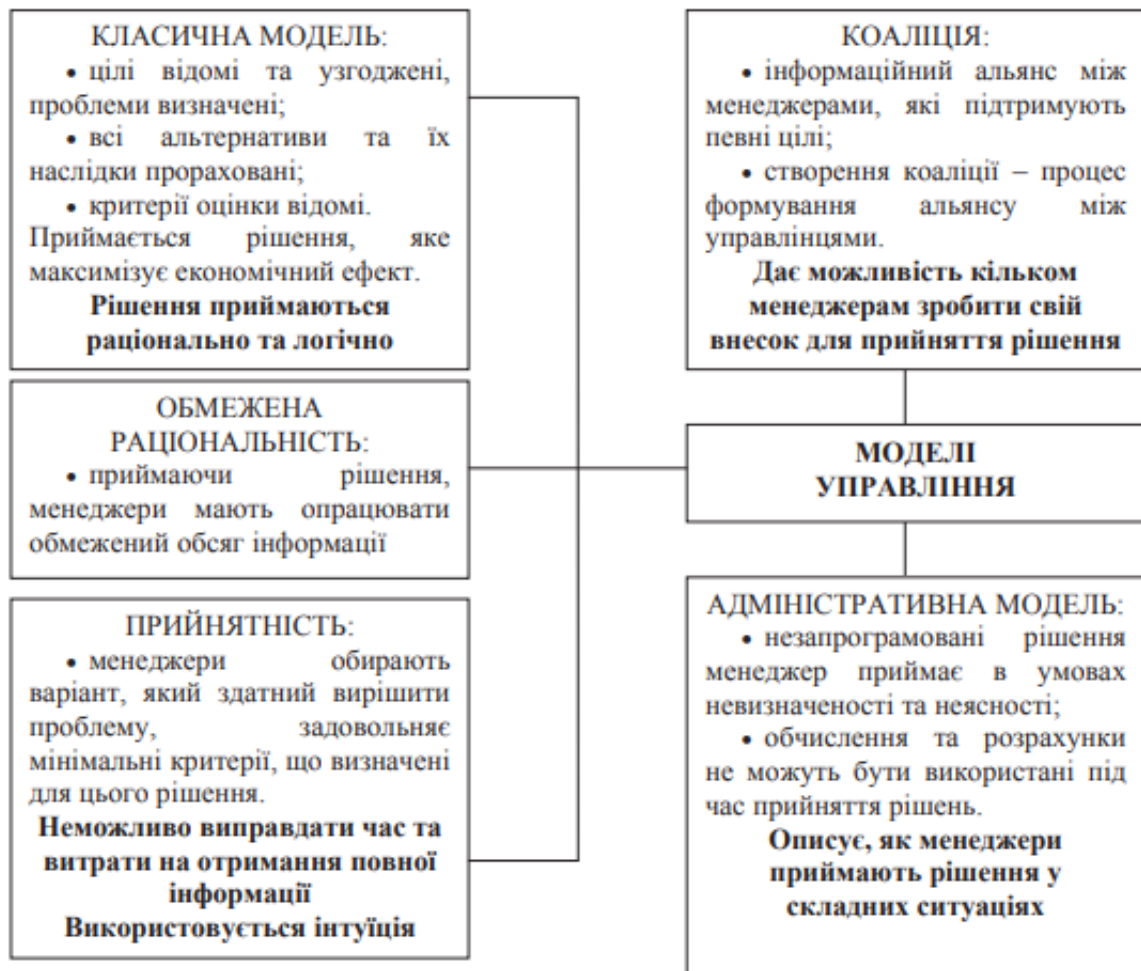 КЛАСИЧНА МОДЕЛЬ:
• цілі відомі та узгоджені,
проблеми визначені;
• всі альтернативи та їх
наслідки прораховані;
• критерії оцінки відомі.
Приймається рішення, яке
максимізує економічний ефект.
Рішення приймаються
раціонально та логічно
ОБМЕЖЕНА
РАЦІОНАЛЬНІСТЬ:
• приймаючи рішення,
менеджери мають опрацювати
обмежений обсяг інформації
ПРИЙНЯТНІСТЬ:
• менеджери обирають
варіант, який здатний вирішити
проблему, задовольняє
мінімальні критерії, що визначені
для цього рішення.
Неможливо виправдати час та
витрати на отримання повної
інформації
Використовується інтуїція
КОАЛІЦІЯ:
• інформаційний альянс між
менеджерами, які підтримують
певні цілі;
• створення коаліції – процес
формування альянсу між
управлінцями.
Дає можливість кільком
менеджерам зробити свій
внесок для прийняття рішення
МОДЕЛІ
УПРАВЛІННЯ
АДМІНІСТРАТИВНА МОДЕЛЬ:
• незапрограмовані рішення
менеджер приймає в умовах
невизначеності та неясності;
• обчислення та розрахунки
не можуть бути використані під
час прийняття рішень.
Описує, як менеджери
приймають рішення у
складних ситуаціях